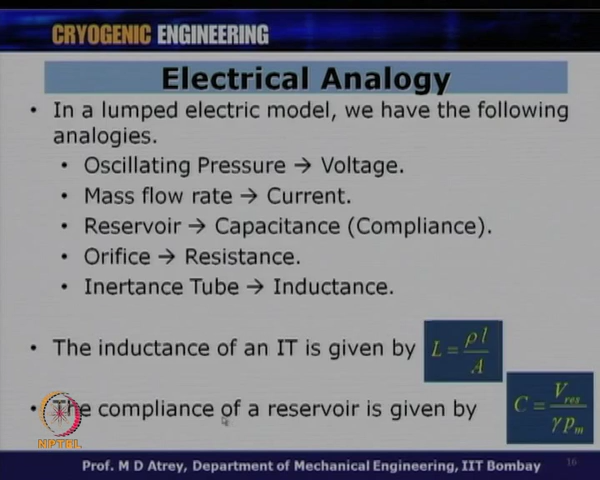 CRYOGENIC ENGINEERING
Electrical Analogy
• In a lumped electric model, we have the following
analogies.
• Oscillating Pressure → Voltage.
• Mass flow rate → Current.
• Reservoir → Capacitance (Compliance).
• Orifice → Resistance.
• Inertance Tube → Inductance.
• The inductance of an IT is given by L = ρl / A
• The compliance of a reservoir is given by C = V_res / γ p_m
NPTEL
Prof. M D Atrey, Department of Mechanical Engineering, IIT Bombay 16